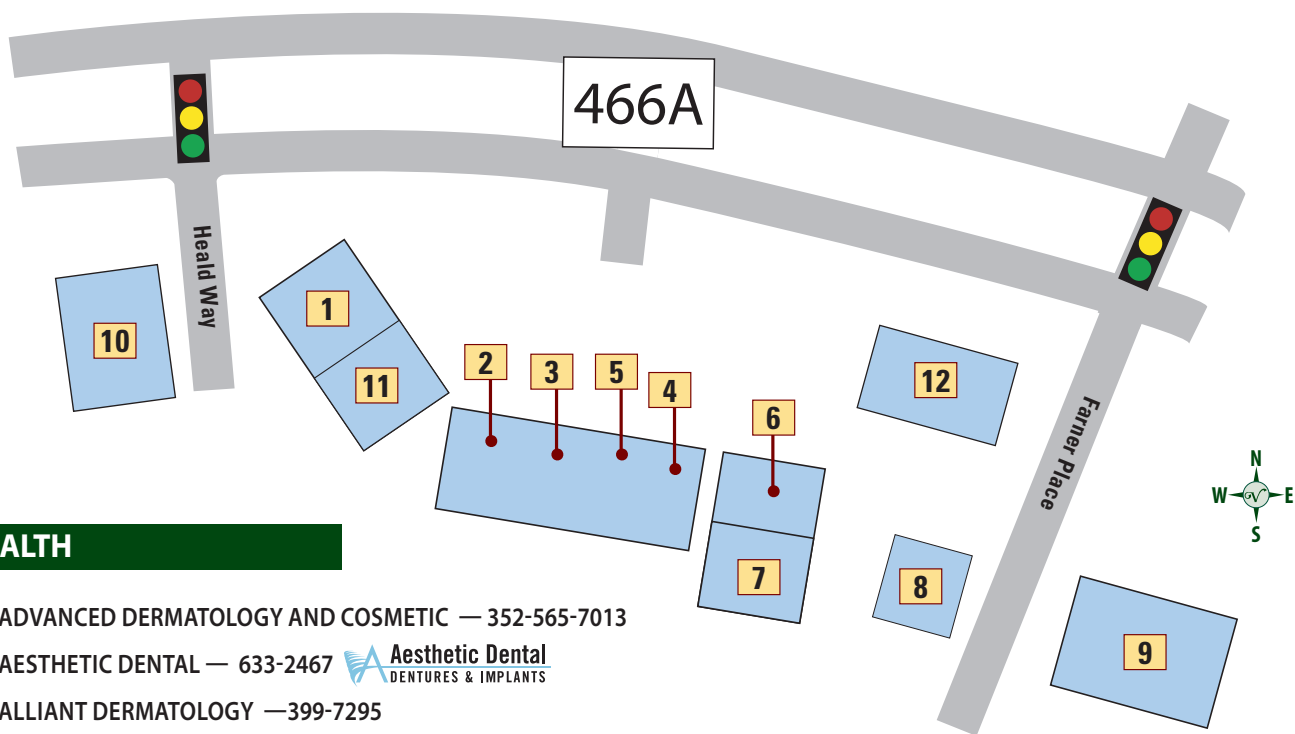 466A
Heald Way
1
10
11
2
3
5
4
6
12
Farner Place
N
W
E
S
7
8
9
ALTH
ADVANCED DERMATOLOGY AND COSMETIC — 352-565-7013
AESTHETIC DENTAL — 633-2467 Aesthetic Dental
DENTURES & IMPLANTS
ALLIANT DERMATOLOGY —399-7295